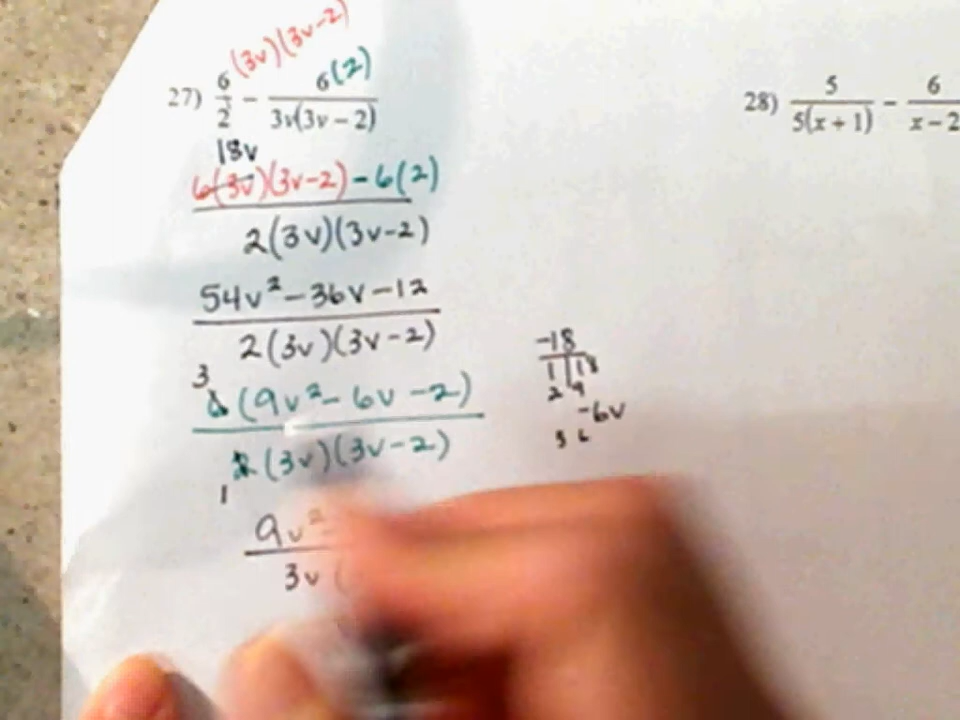 (3v)(3v-2)
27) 6/2 - 6(2)/3v(3v - 2)
28) 5/5(x + 1) - 6/x - 2
18v
6(3v)(3v-2) - 6(2)
2(3v)(3v-2)
54v² - 36v - 12
2(3v)(3v-2)
-18
1 | 18
2 9
-6v
3 6
3
6(9v² - 6v - 2)
2(3v)(3v-2)
1
9v²
3v (